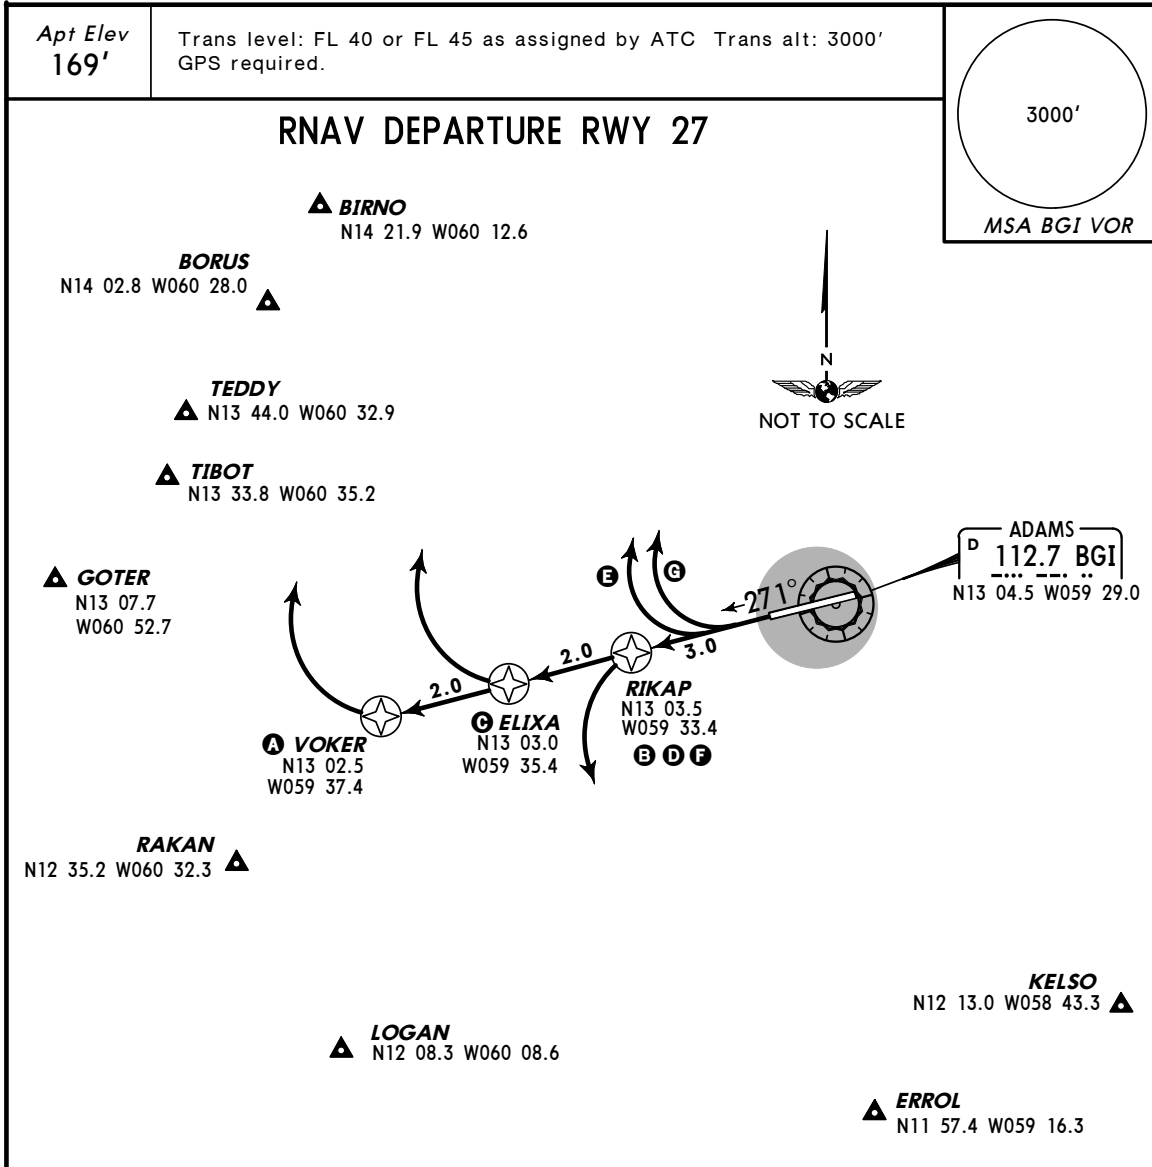 Apt Elev
169'
Trans level: FL 40 or FL 45 as assigned by ATC Trans alt: 3000'
GPS required.
3000'
MSA BGI VOR
RNAV DEPARTURE RWY 27
BIRNO
N14 21.9 W060 12.6
BORUS
N14 02.8 W060 28.0
TEDDY
N13 44.0 W060 32.9
N
NOT TO SCALE
TIBOT
N13 33.8 W060 35.2
ADAMS
D 112.7 BGI
N13 04.5 W059 29.0
GOTER
N13 07.7
W060 52.7
E
G
271°
3.0
2.0
2.0
RIKAP
N13 03.5
W059 33.4
B D F
C ELIXA
N13 03.0
W059 35.4
A VOKER
N13 02.5
W059 37.4
RAKAN
N12 35.2 W060 32.3
KELSO
N12 13.0 W058 43.3
LOGAN
N12 08.3 W060 08.6
ERROL
N11 57.4 W059 16.3